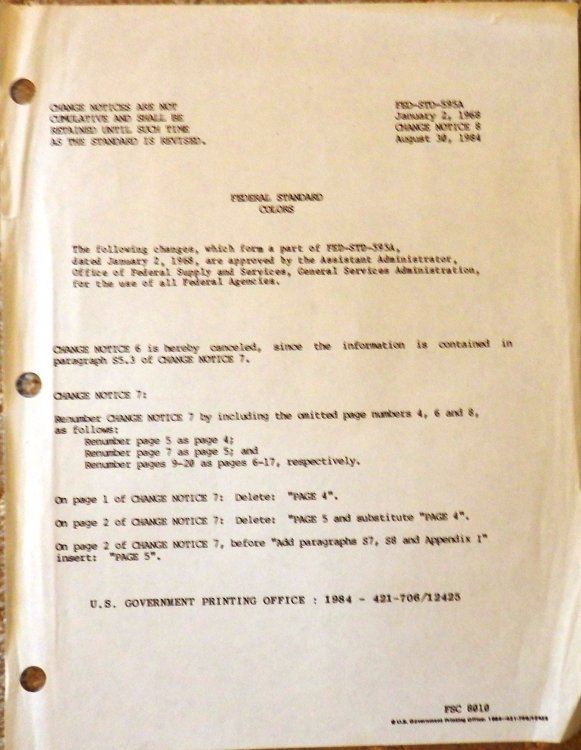 CHANGE NOTICES ARE NOT
CUMULATIVE AND SHALL BE
RETAINED UNTIL SUCH TIME
AS THE STANDARD IS REVISED.
FED-STD-595A
January 2, 1968
CHANGE NOTICE 8
August 30, 1984
FEDERAL STANDARD
COLORS
The following changes, which form a part of FED-STD-595A,
dated January 2, 1968, are approved by the Assistant Administrator,
Office of Federal Supply and Services, General Services Administration,
for the use of all Federal Agencies.
CHANGE NOTICE 6 is hereby canceled, since the information is contained in
paragraph S5.3 of CHANGE NOTICE 7.
CHANGE NOTICE 7:
Renumber CHANGE NOTICE 7 by including the omitted page numbers 4, 6 and 8,
as follows:
Renumber page 5 as page 4;
Renumber page 7 as page 5; and
Renumber pages 9-20 as pages 6-17, respectively.
On page 1 of CHANGE NOTICE 7: Delete: "PAGE 4".
On page 2 of CHANGE NOTICE 7: Delete: "PAGE 5 and substitute "PAGE 4".
On page 2 of CHANGE NOTICE 7, before "Add paragraphs S7, S8 and Appendix I"
insert: "PAGE 5".
U.S. GOVERNMENT PRINTING OFFICE : 1984 - 421-706/12425
FSC 8010
☆ U.S. Government Printing Office: 1984-421-706/12425